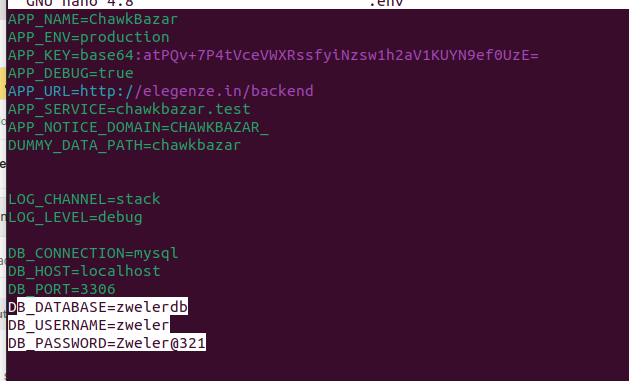 GNU nano 4.8 .env
APP_NAME=ChawkBazar
APP_ENV=production
APP_KEY=base64:atPQv+7P4tVceVWXRssfyiNzsw1h2aV1KUYN9ef0UzE=
APP_DEBUG=true
APP_URL=http://elegenze.in/backend
APP_SERVICE=chawkbazar.test
APP_NOTICE_DOMAIN=CHAWKBAZAR_
DUMMY_DATA_PATH=chawkbazar
LOG_CHANNEL=stack
LOG_LEVEL=debug
DB_CONNECTION=mysql
DB_HOST=localhost
DB_PORT=3306
DB_DATABASE=zwelerdb
DB_USERNAME=zweler
DB_PASSWORD=Zweler@321